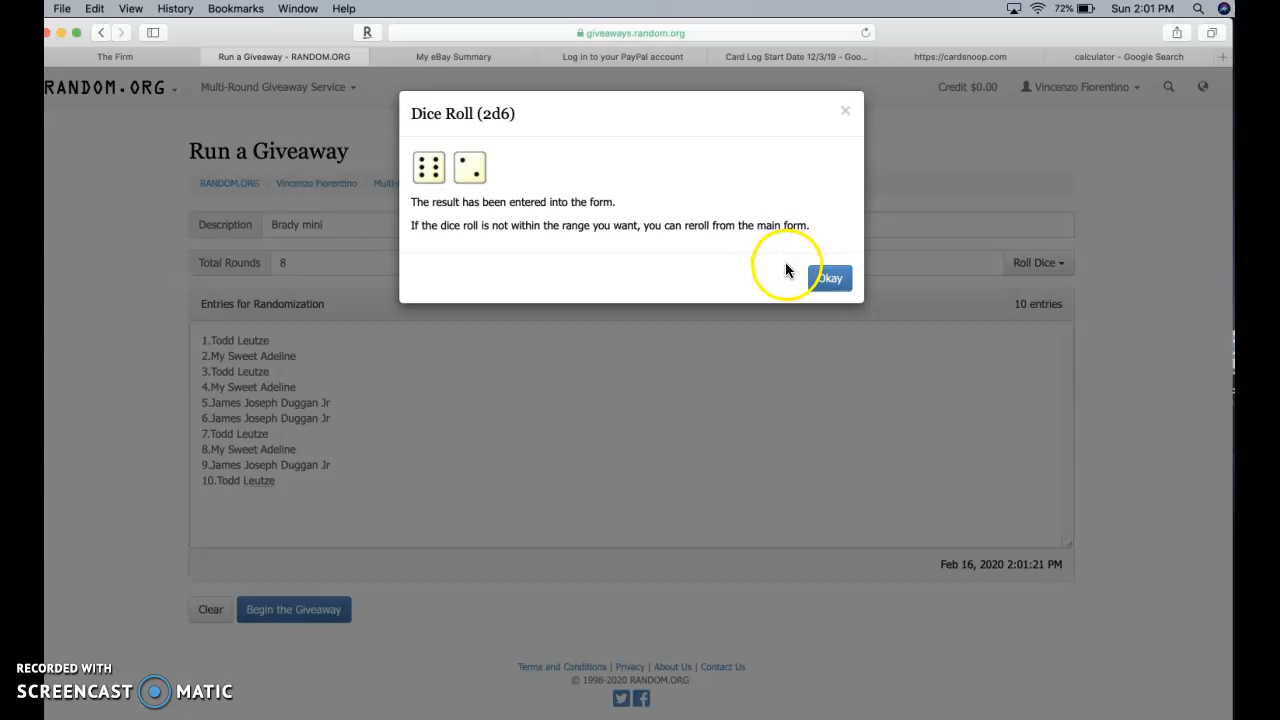 File Edit View History Bookmarks Window Help 72% Sun 2:01 PM
R giveaways.random.org
The Firm Run a Giveaway - RANDOM.ORG My eBay Summary Log in to your PayPal account Card Log Start Date 12/3/19 - Goo... https://cardsnoop.com calculator - Google Search
RANDOM.ORG Multi-Round Giveaway Service Credit $0.00 Vincenzo Fiorentino
Dice Roll (2d6)
The result has been entered into the form.
If the dice roll is not within the range you want, you can reroll from the main form.
Okay
Run a Giveaway
RANDOM.ORG Vincenzo Fiorentino
Description Brady mini
Total Rounds 8 Roll Dice
Entries for Randomization 10 entries
1.Todd Leutze
2.My Sweet Adeline
3.Todd Leutze
4.My Sweet Adeline
5.James Joseph Duggan Jr
6.James Joseph Duggan Jr
7.Todd Leutze
8.My Sweet Adeline
9.James Joseph Duggan Jr
10.Todd Leutze
Feb 16, 2020 2:01:21 PM
Clear Begin the Giveaway
Terms and Conditions | Privacy | About Us | Contact Us
© 1998-2020 RANDOM.ORG
RECORDED WITH
SCREENCAST MATIC